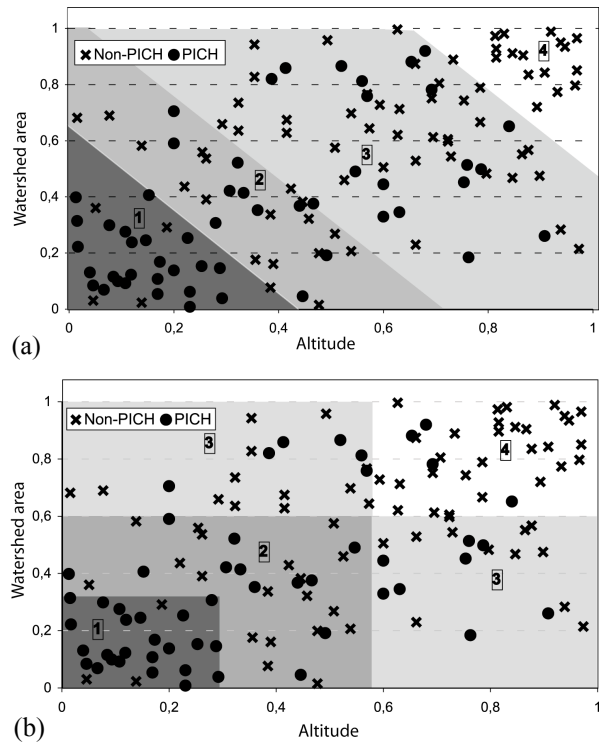 1
0,8
0,6
0,4
0,2
0
Watershed area
Non-PICH PICH
1
2
3
4
0 0,2 0,4 0,6 0,8 1
Altitude
(a)
1
0,8
0,6
0,4
0,2
0
Watershed area
Non-PICH PICH
3
4
2
3
1
0 0,2 0,4 0,6 0,8 1
Altitude
(b)